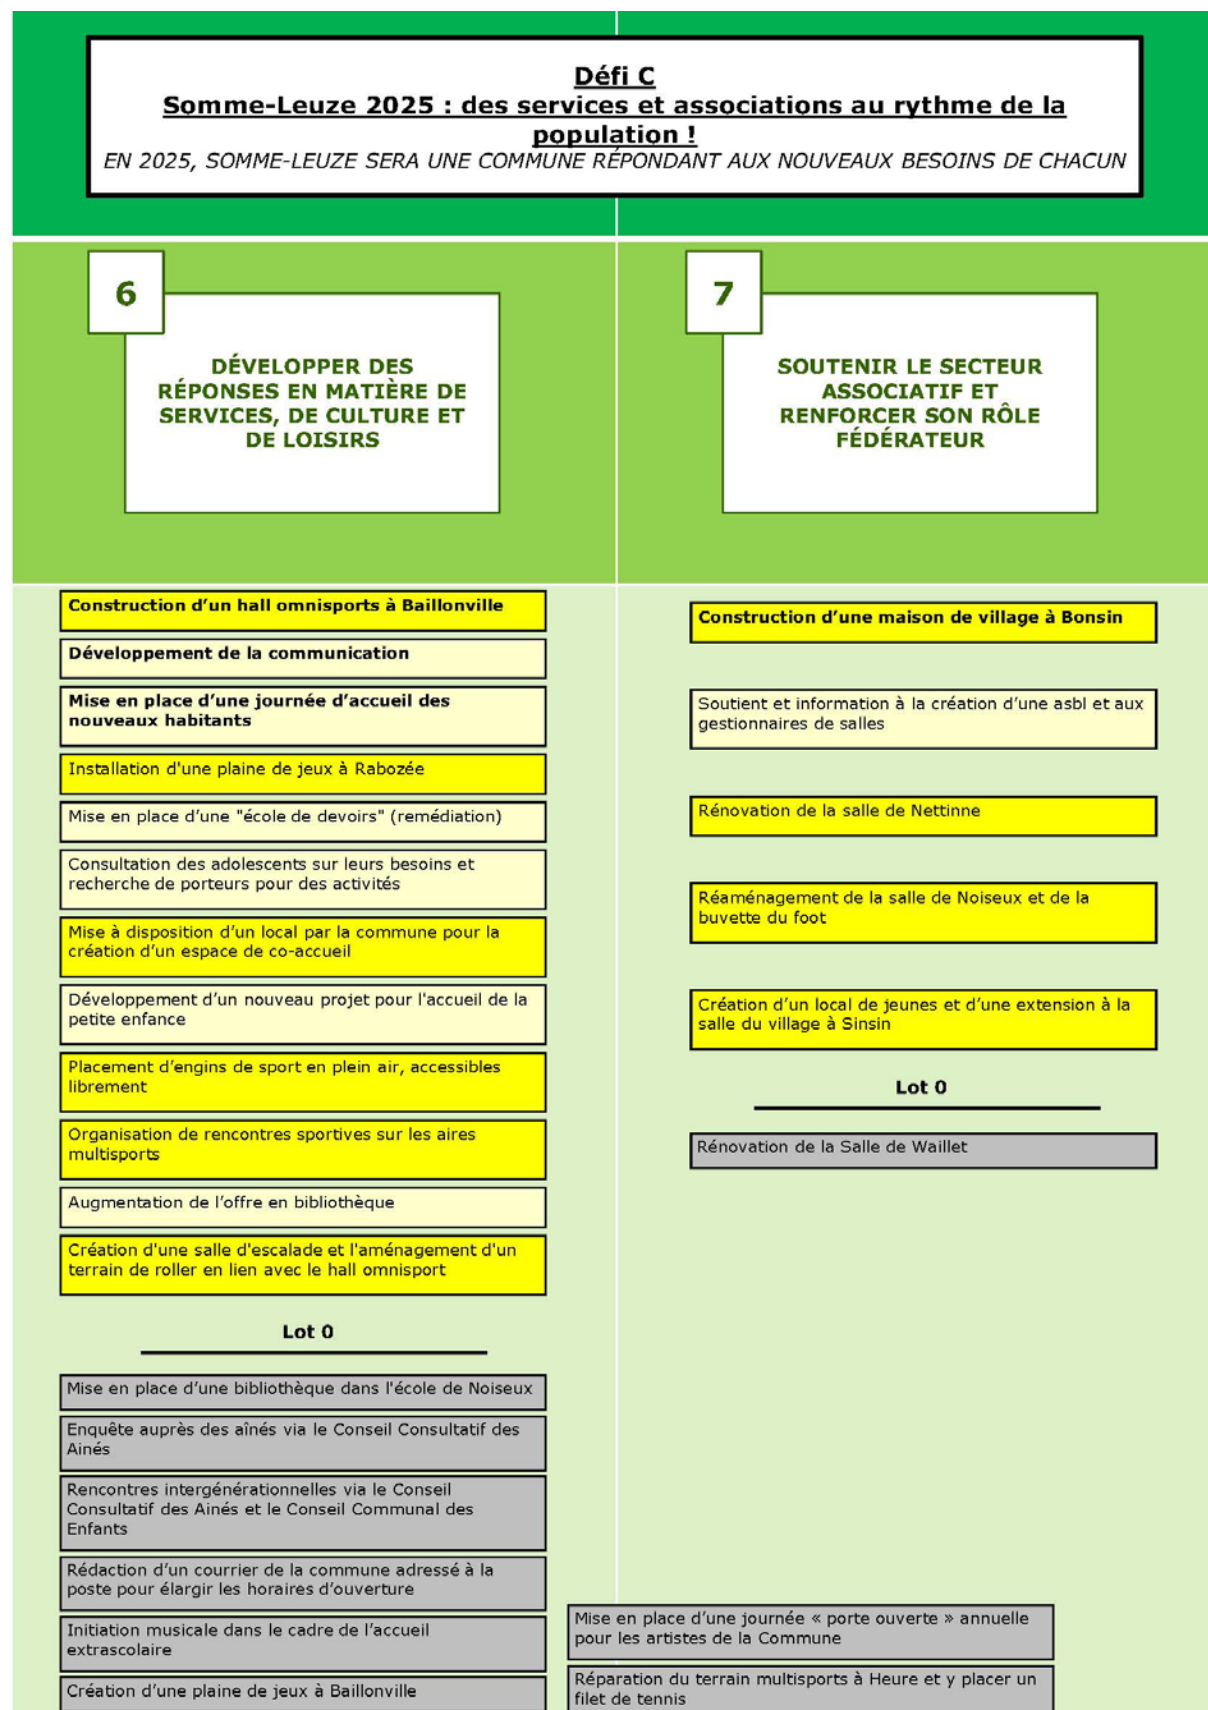 Défi C
Somme-Leuze 2025 : des services et associations au rythme de la
population !
EN 2025, SOMME-LEUZE SERA UNE COMMUNE RÉPONDANT AUX NOUVEAUX BESOINS DE CHACUN
6
DÉVELOPPER DES
RÉPONSES EN MATIÈRE DE
SERVICES, DE CULTURE ET
DE LOISIRS
7
SOUTENIR LE SECTEUR
ASSOCIATIF ET
RENFORCER SON RÔLE
FÉDÉRATEUR
Construction d’un hall omnisports à Baillonville
Développement de la communication
Mise en place d’une journée d’accueil des
nouveaux habitants
Installation d'une plaine de jeux à Rabozée
Mise en place d’une "école de devoirs" (remédiation)
Consultation des adolescents sur leurs besoins et
recherche de porteurs pour des activités
Mise à disposition d’un local par la commune pour la
création d’un espace de co-accueil
Développement d’un nouveau projet pour l'accueil de la
petite enfance
Placement d’engins de sport en plein air, accessibles
librement
Organisation de rencontres sportives sur les aires
multisports
Augmentation de l’offre en bibliothèque
Création d'une salle d'escalade et l'aménagement d'un
terrain de roller en lien avec le hall omnisport
Lot 0
Mise en place d’une bibliothèque dans l'école de Noiseux
Enquête auprès des aînés via le Conseil Consultatif des
Ainés
Rencontres intergénérationnelles via le Conseil
Consultatif des Ainés et le Conseil Communal des
Enfants
Rédaction d’un courrier de la commune adressé à la
poste pour élargir les horaires d’ouverture
Initiation musicale dans le cadre de l’accueil
extrascolaire
Création d’une plaine de jeux à Baillonville
Construction d’une maison de village à Bonsin
Soutient et information à la création d’une asbl et aux
gestionnaires de salles
Rénovation de la salle de Nettinne
Réaménagement de la salle de Noiseux et de la
buvette du foot
Création d’un local de jeunes et d’une extension à la
salle du village à Sinsin
Lot 0
Rénovation de la Salle de Waillet
Mise en place d’une journée « porte ouverte » annuelle
pour les artistes de la Commune
Réparation du terrain multisports à Heure et y placer un
filet de tennis